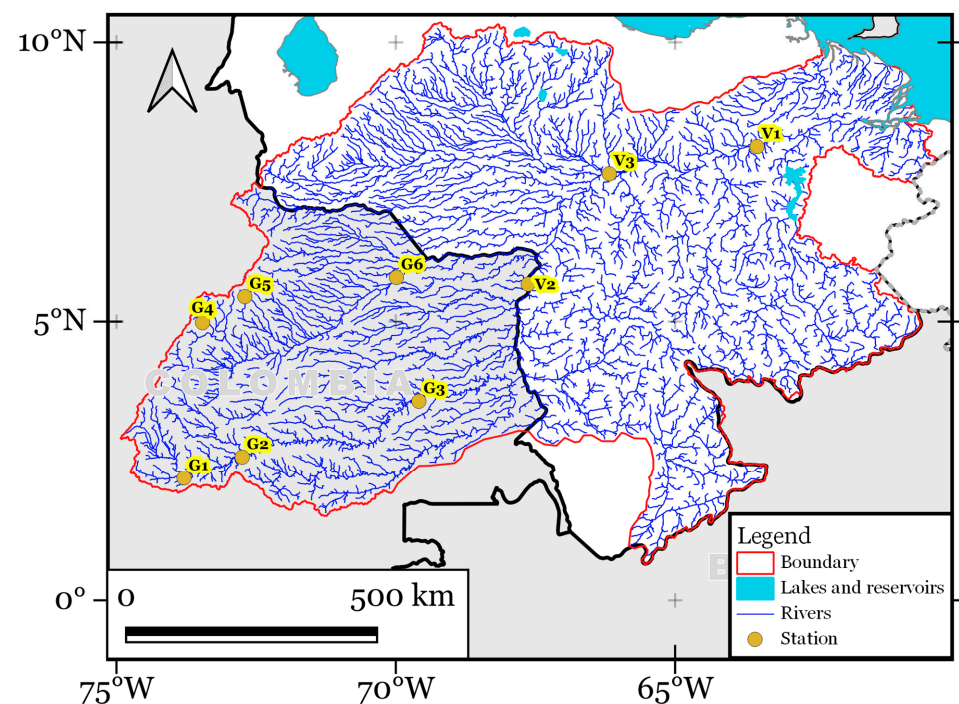 10°N
V1
V3
G6
G5
V2
G4
5°N
COLOMBIA
G3
G2
G1
Legend
Boundary
B
Lakes and reservoirs
0 500 km
0°
Rivers
Station
75°W 70°W 65°W